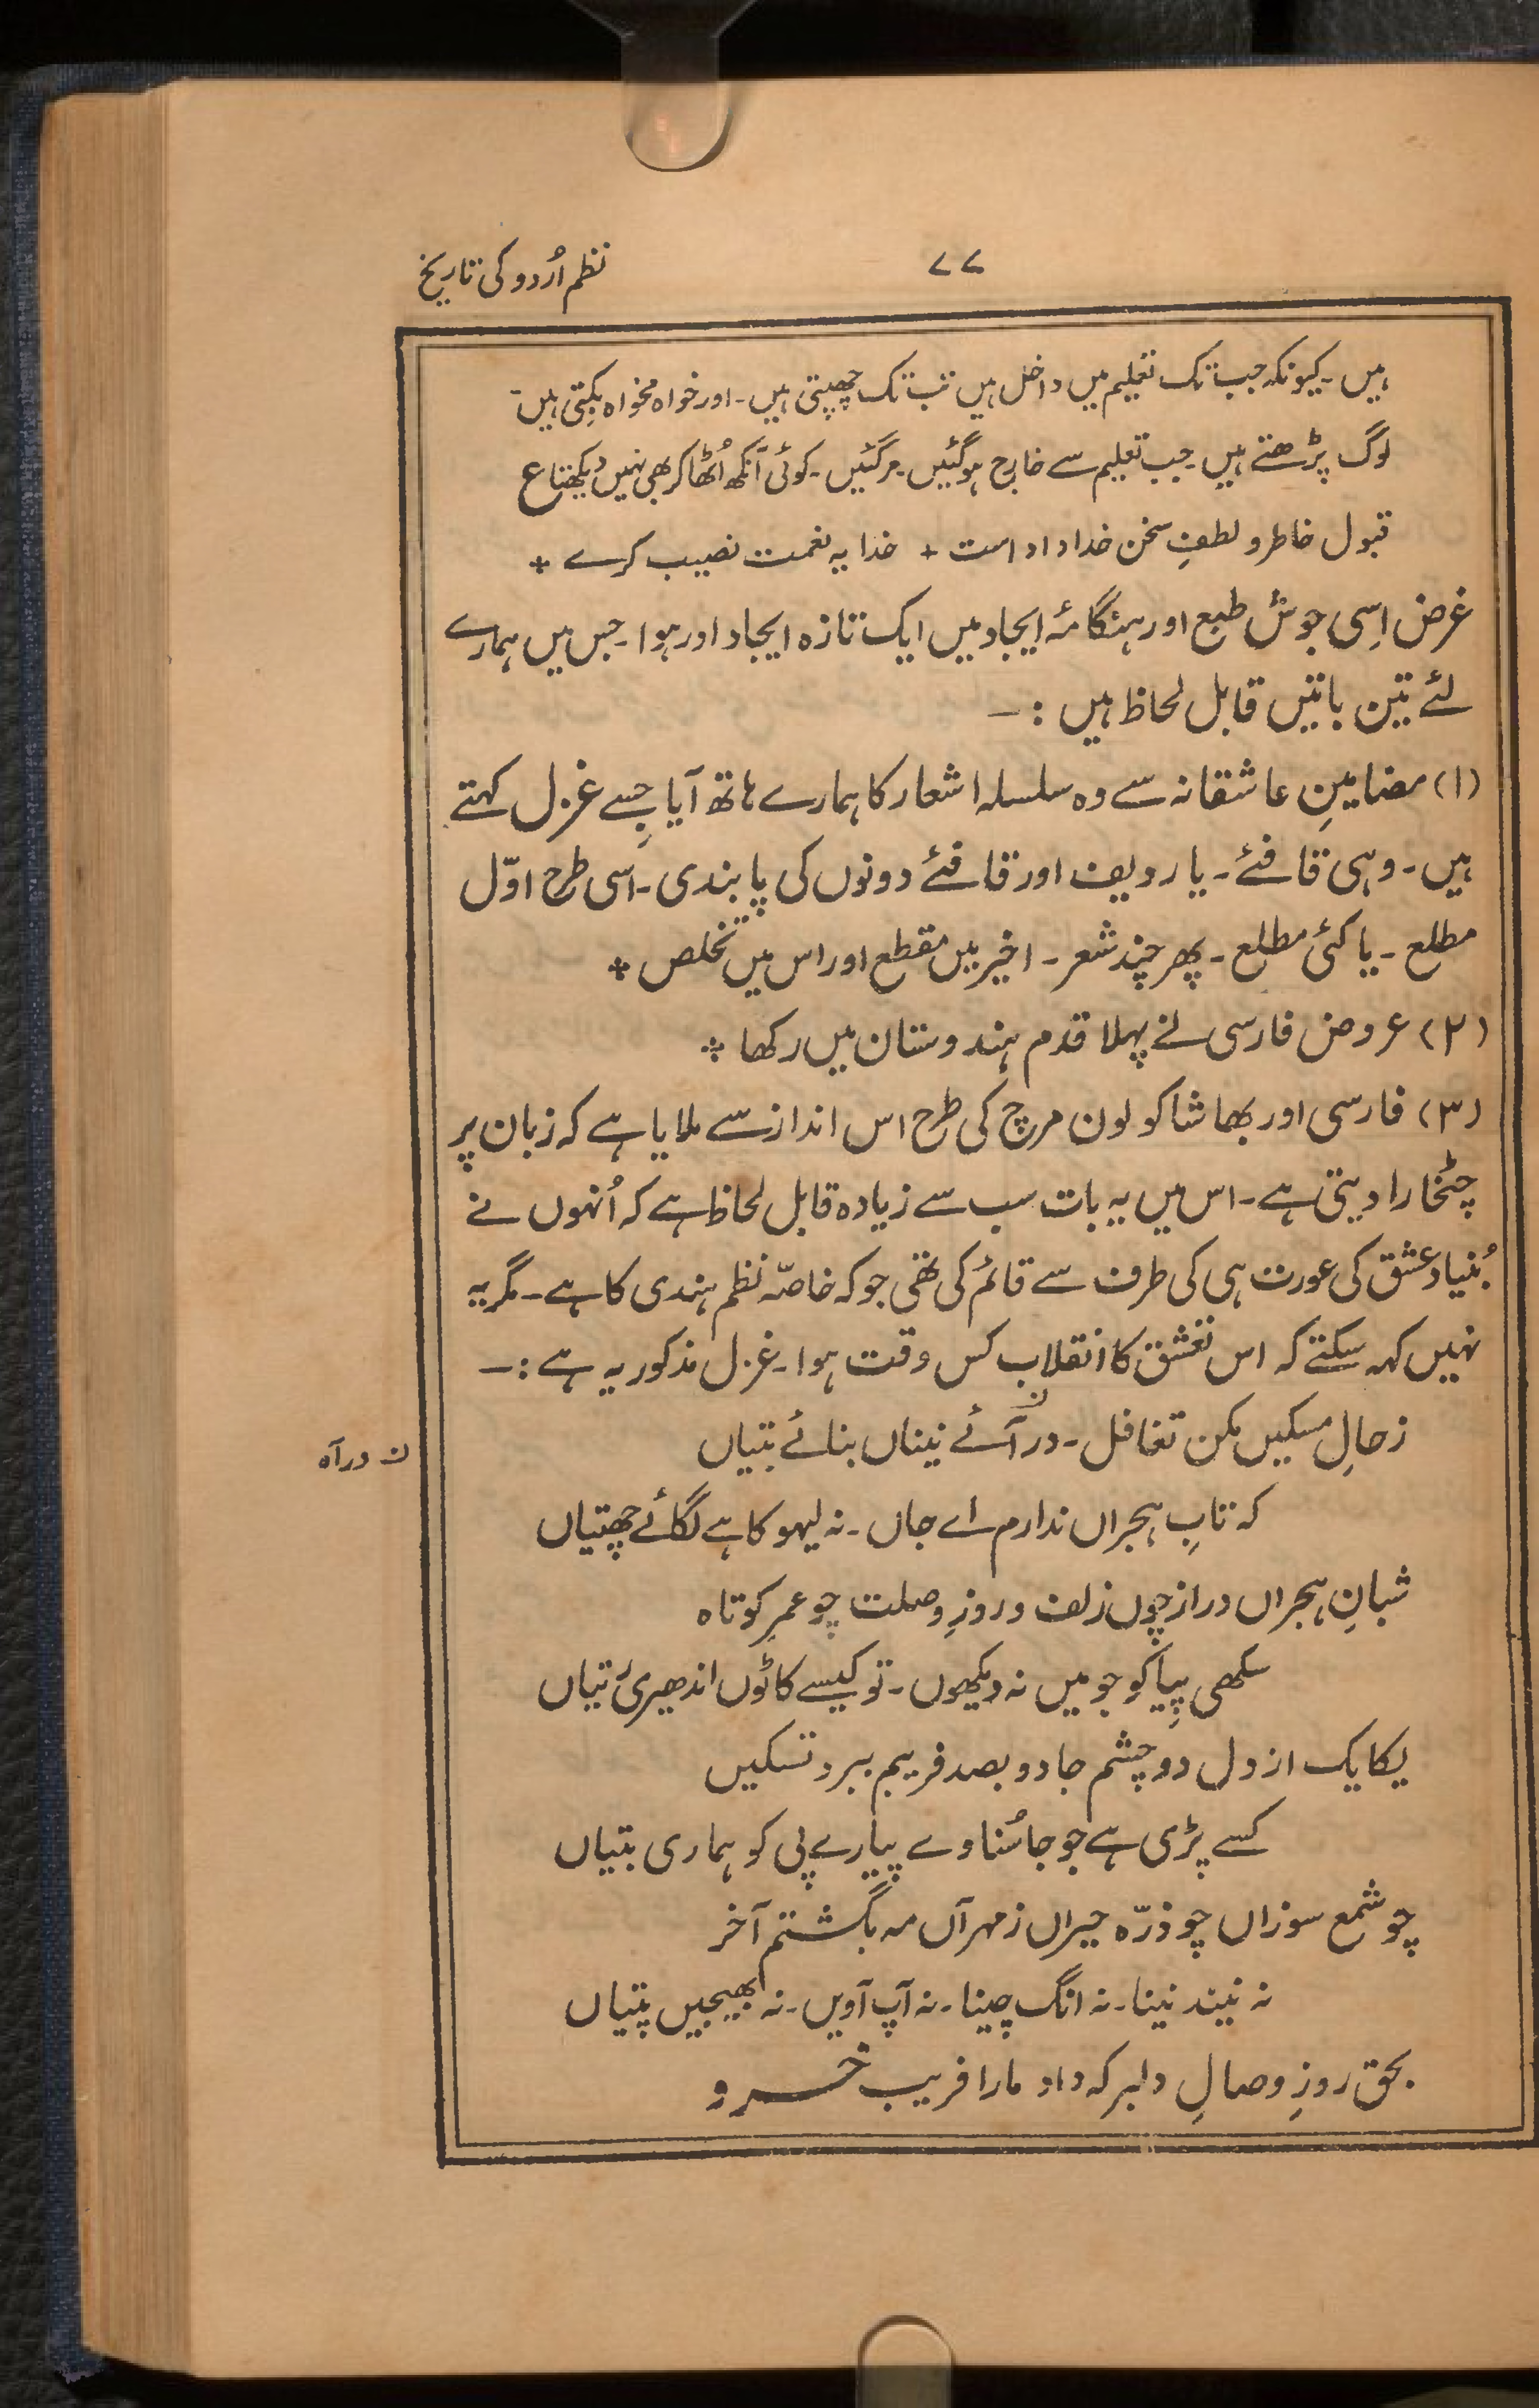 ۷۷
نظم اُردو کی تاریخ
ہیں۔ کیونکہ جب تک تعلیم میں داخل ہیں تب تک چھپتی ہیں۔ اور خواہ مخواہ بکتی ہیں۔
لوگ پڑھتے ہیں۔ جب تعلیم سے خارج ہوگئیں۔ مرگئیں۔ کوئی آنکھ اُٹھا کر بھی نہیں دیکھتا ع
قبول خاطر و لطفِ سخن خداداد است + خدا یہ نعمت نصیب کرے *
غرض اِسی جوش طبع اور ہنگامۂ ایجاد میں ایک تازہ ایجاد اور ہوا۔ جس میں ہمارے
لئے تین باتیں قابل لحاظ ہیں :—
(۱) مضامینِ عاشقانہ سے وہ سلسلہ اشعار کا ہمارے ہاتھ آیا جِسے غزل کہتے
ہیں۔ وہی قافئے۔ یا ردیف اور قافئے دونوں کی پابندی۔ اسی طرح اوّل
مطلع۔ یا کئی مطلع۔ پھر چند شعر۔ اخیر میں مقطع اور اس میں تخلص *
(۲) عروض فارسی نے پہلا قدم ہندوستان میں رکھا *
(۳) فارسی اور بھاشا کو لون مرچ کی طرح اس انداز سے ملایا ہے کہ زبان پر
چٹخارا دیتی ہے۔ اس میں یہ بات سب سے زیادہ قابل لحاظ ہے کہ اُنہوں نے
بُنیاد عشق کی عورت ہی کی طرف سے قائم کی تھی جو کہ خاصّہ نظم ہندی کا ہے۔ مگر یہ
نہیں کہہ سکتے کہ اس تعشق کا انقلاب کس وقت ہوا۔ غزل مذکور یہ ہے :—
زحالِ مسکیں مکن تغافل۔ در آئے نیناں بنائے بتیاں
ن درآہ
کہ تابِ ہجراں ندارم اے جاں۔ نہ لیہو کاہے لگائے چھتیاں
شبانِ ہجراں دراز چوں زلف و روزِ وصلت چو عمرِ کوتاہ
سکھی پِیا کو جو میں نہ دیکھوں۔ تو کیسے کاٹوں اندھیری رتیاں
یکایک از دل دو چشم جادو بصد فریبم ببرد تسکیں
کسے پڑی ہے جو جا سُناوے پیارے پی کو ہماری بتیاں
چو شمع سوزاں چو ذرّہ حیراں زمہر آں مہ بگشتم آخر
نہ نیند نینا۔ نہ انگ چینا۔ نہ آپ آویں۔ نہ بھیجیں پتیاں
بحق روزِ وصالِ دلبر کہ داد مارا فریب خسرو